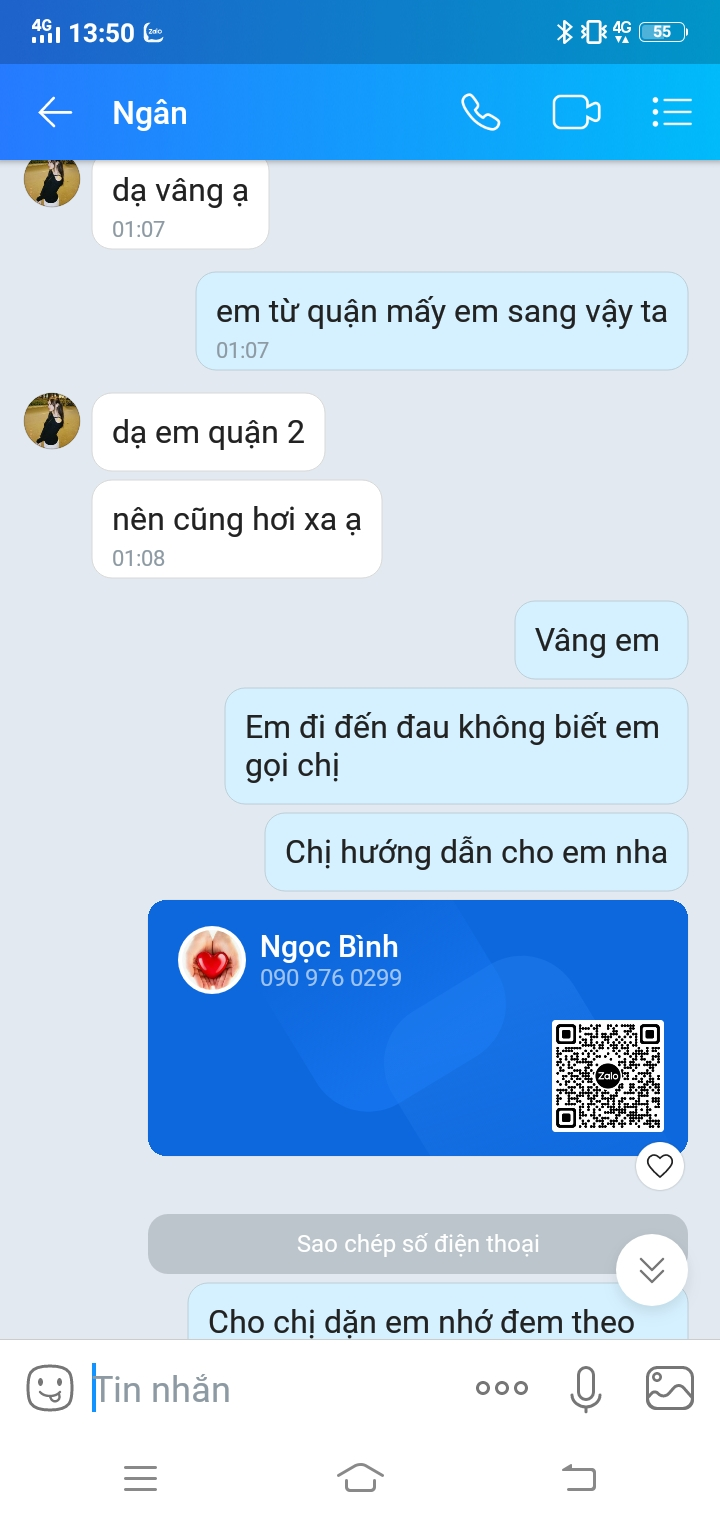 4G 13:50 Zalo 4G 55
Ngân
dạ vâng ạ
01:07
em từ quận mấy em sang vậy ta
01:07
dạ em quận 2
nên cũng hơi xa ạ
01:08
Vâng em
Em đi đến đau không biết em
gọi chị
Chị hướng dẫn cho em nha
Ngọc Bình
090 976 0299
Zalo
Sao chép số điện thoại
Cho chị dặn em nhớ đem theo
Tin nhắn